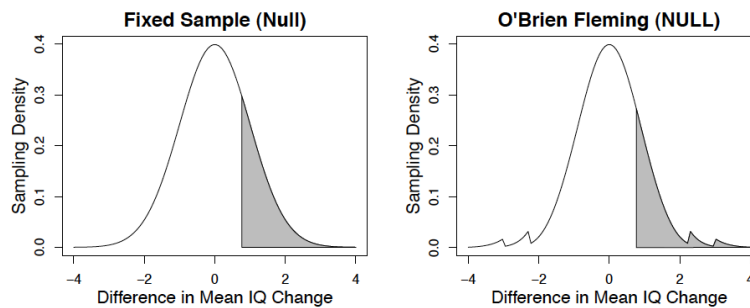 Fixed Sample (Null)
0.4
0.3
0.2
0.1
0.0
Sampling Density
-4 -2 0 2 4
Difference in Mean IQ Change
O'Brien Fleming (NULL)
0.4
0.3
0.2
0.1
0.0
Sampling Density
-4 -2 0 2 4
Difference in Mean IQ Change